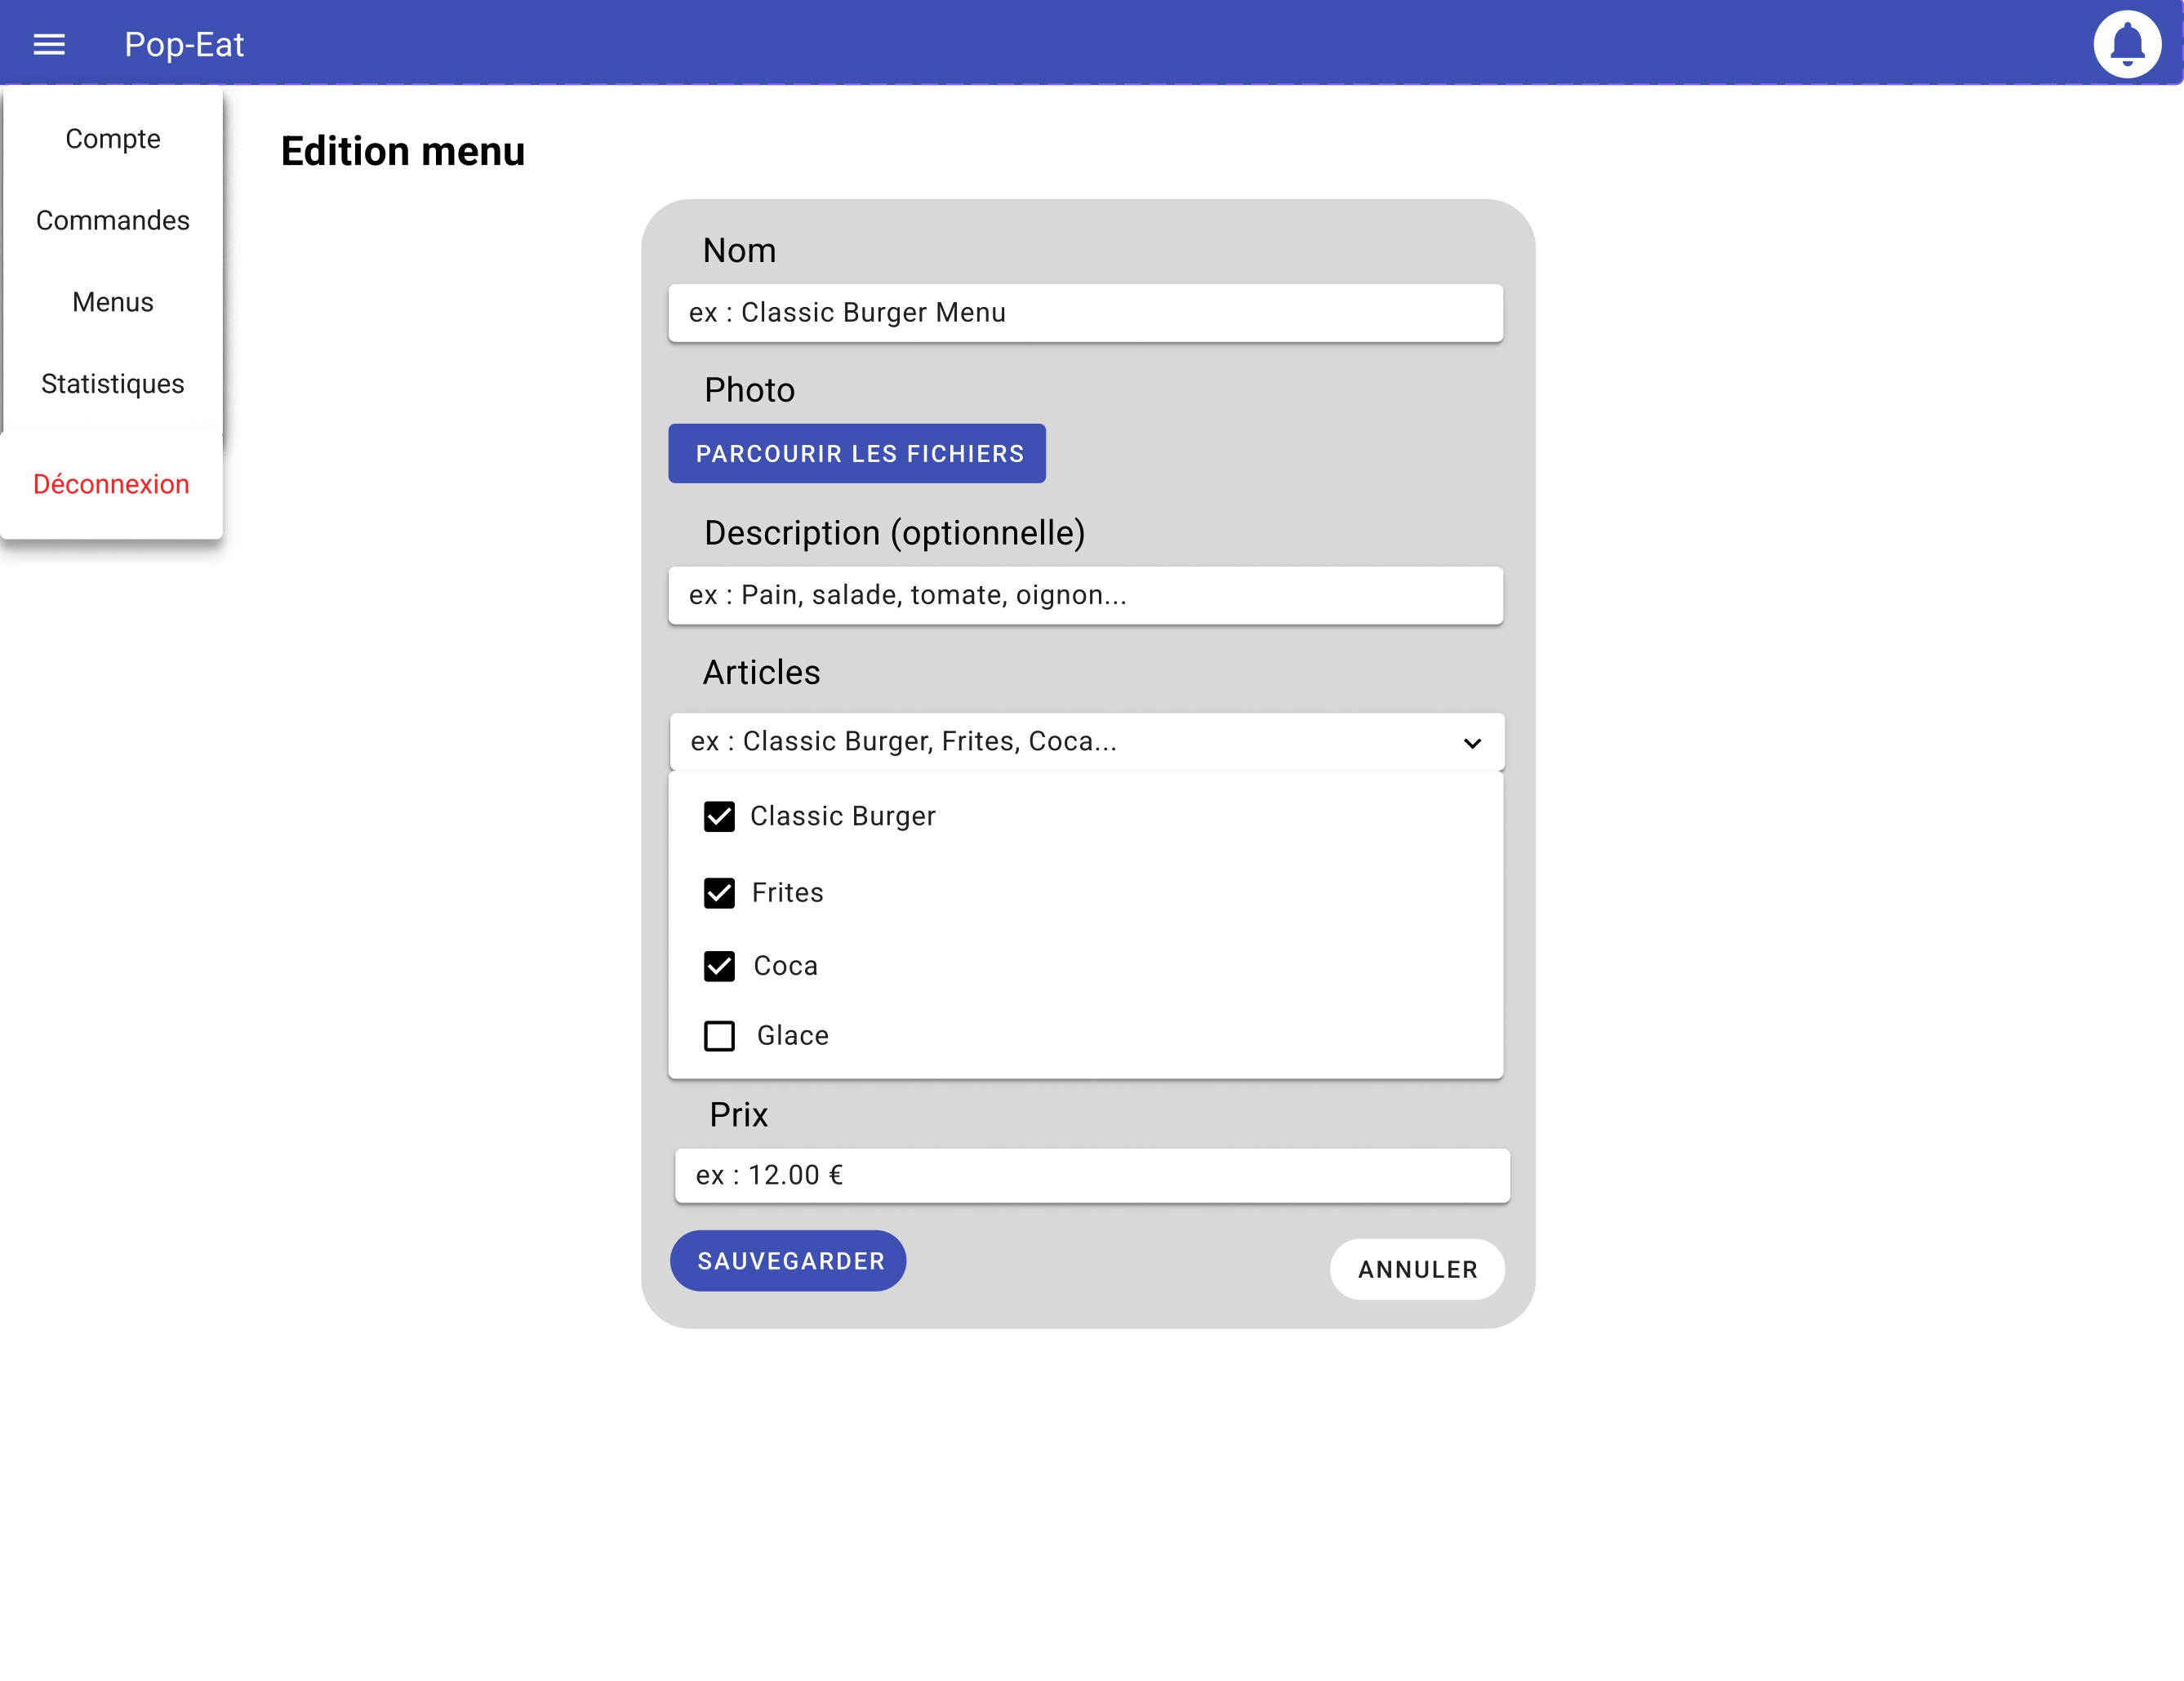 Pop-Eat
Compte
Commandes
Menus
Statistiques
Déconnexion
Edition menu
Nom
ex : Classic Burger Menu
Photo
PARCOURIR LES FICHIERS
Description (optionnelle)
ex : Pain, salade, tomate, oignon...
Articles
ex : Classic Burger, Frites, Coca...
Classic Burger
Frites
Coca
Glace
Prix
ex : 12.00 €
SAUVEGARDER
ANNULER